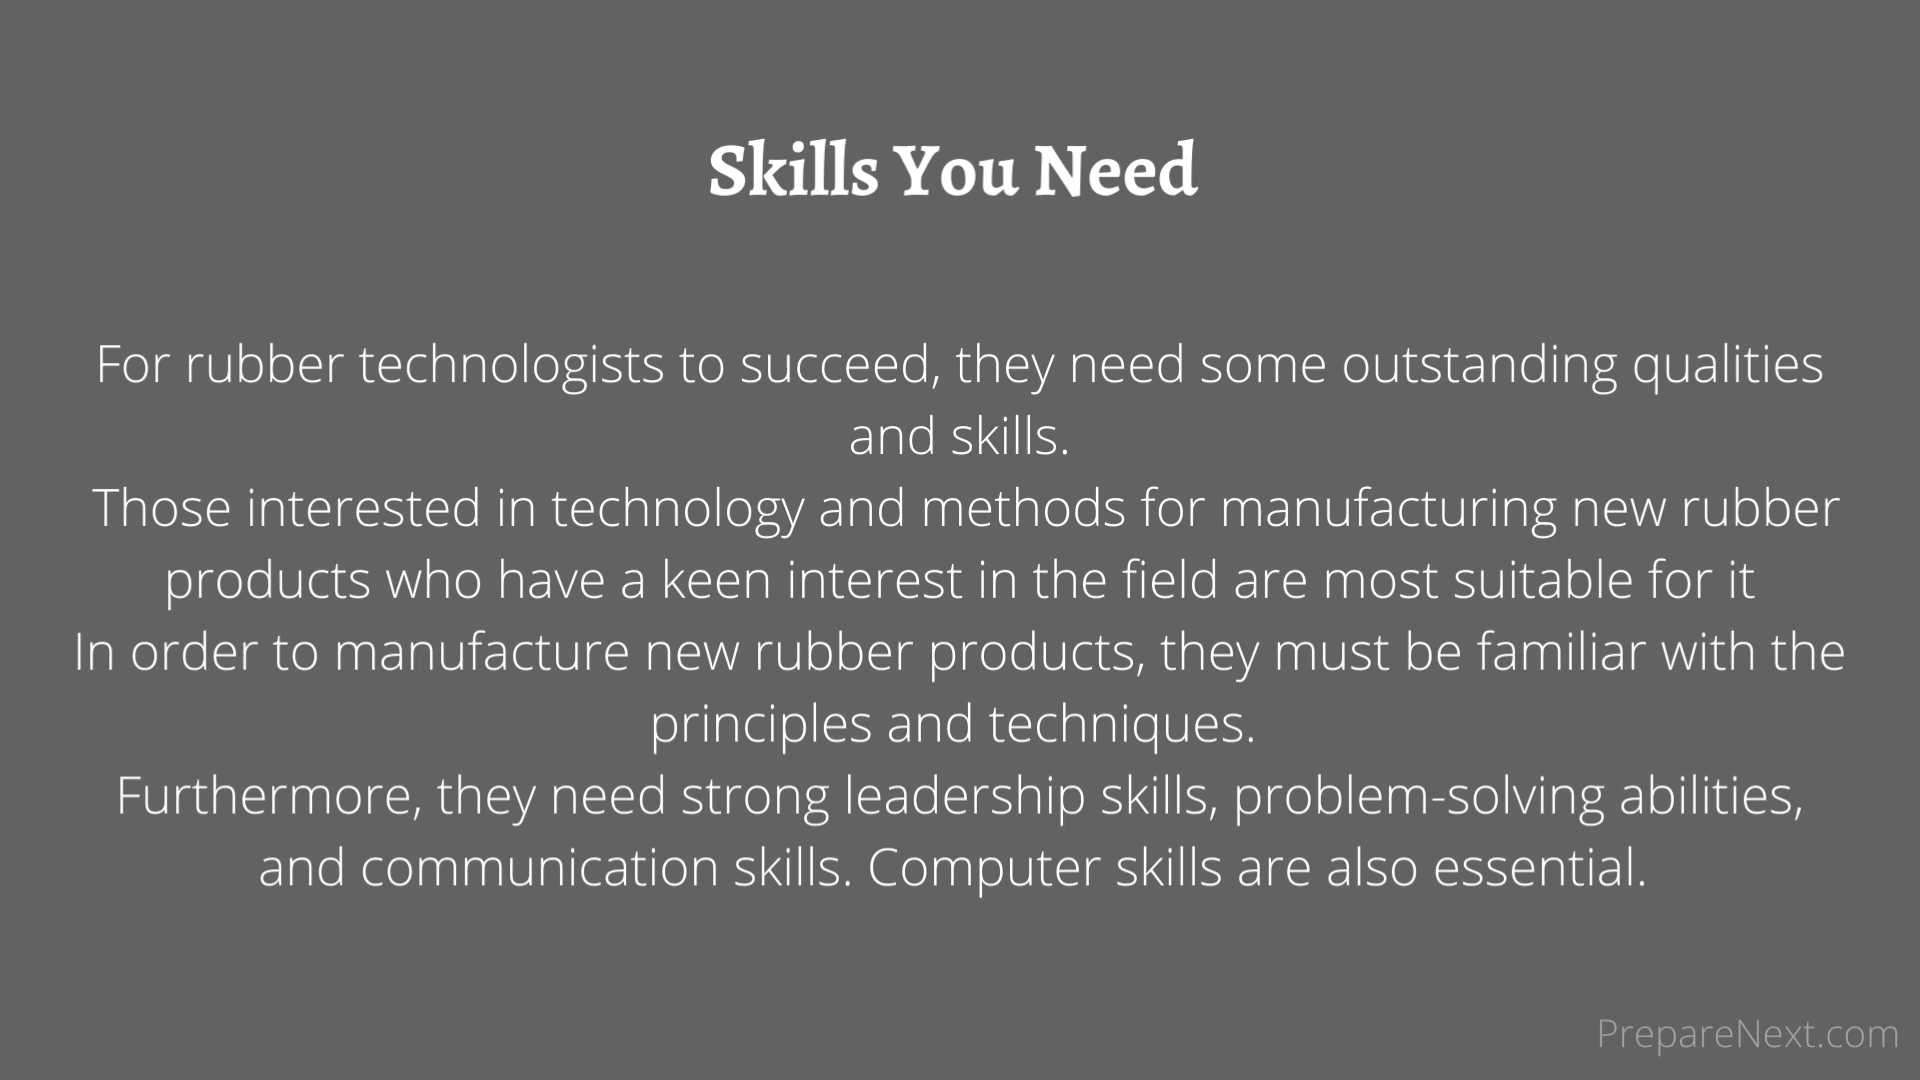 Skills You Need
For rubber technologists to succeed, they need some outstanding qualities
and skills.
Those interested in technology and methods for manufacturing new rubber
products who have a keen interest in the field are most suitable for it
In order to manufacture new rubber products, they must be familiar with the
principles and techniques.
Furthermore, they need strong leadership skills, problem-solving abilities,
and communication skills. Computer skills are also essential.
PrepareNext.com